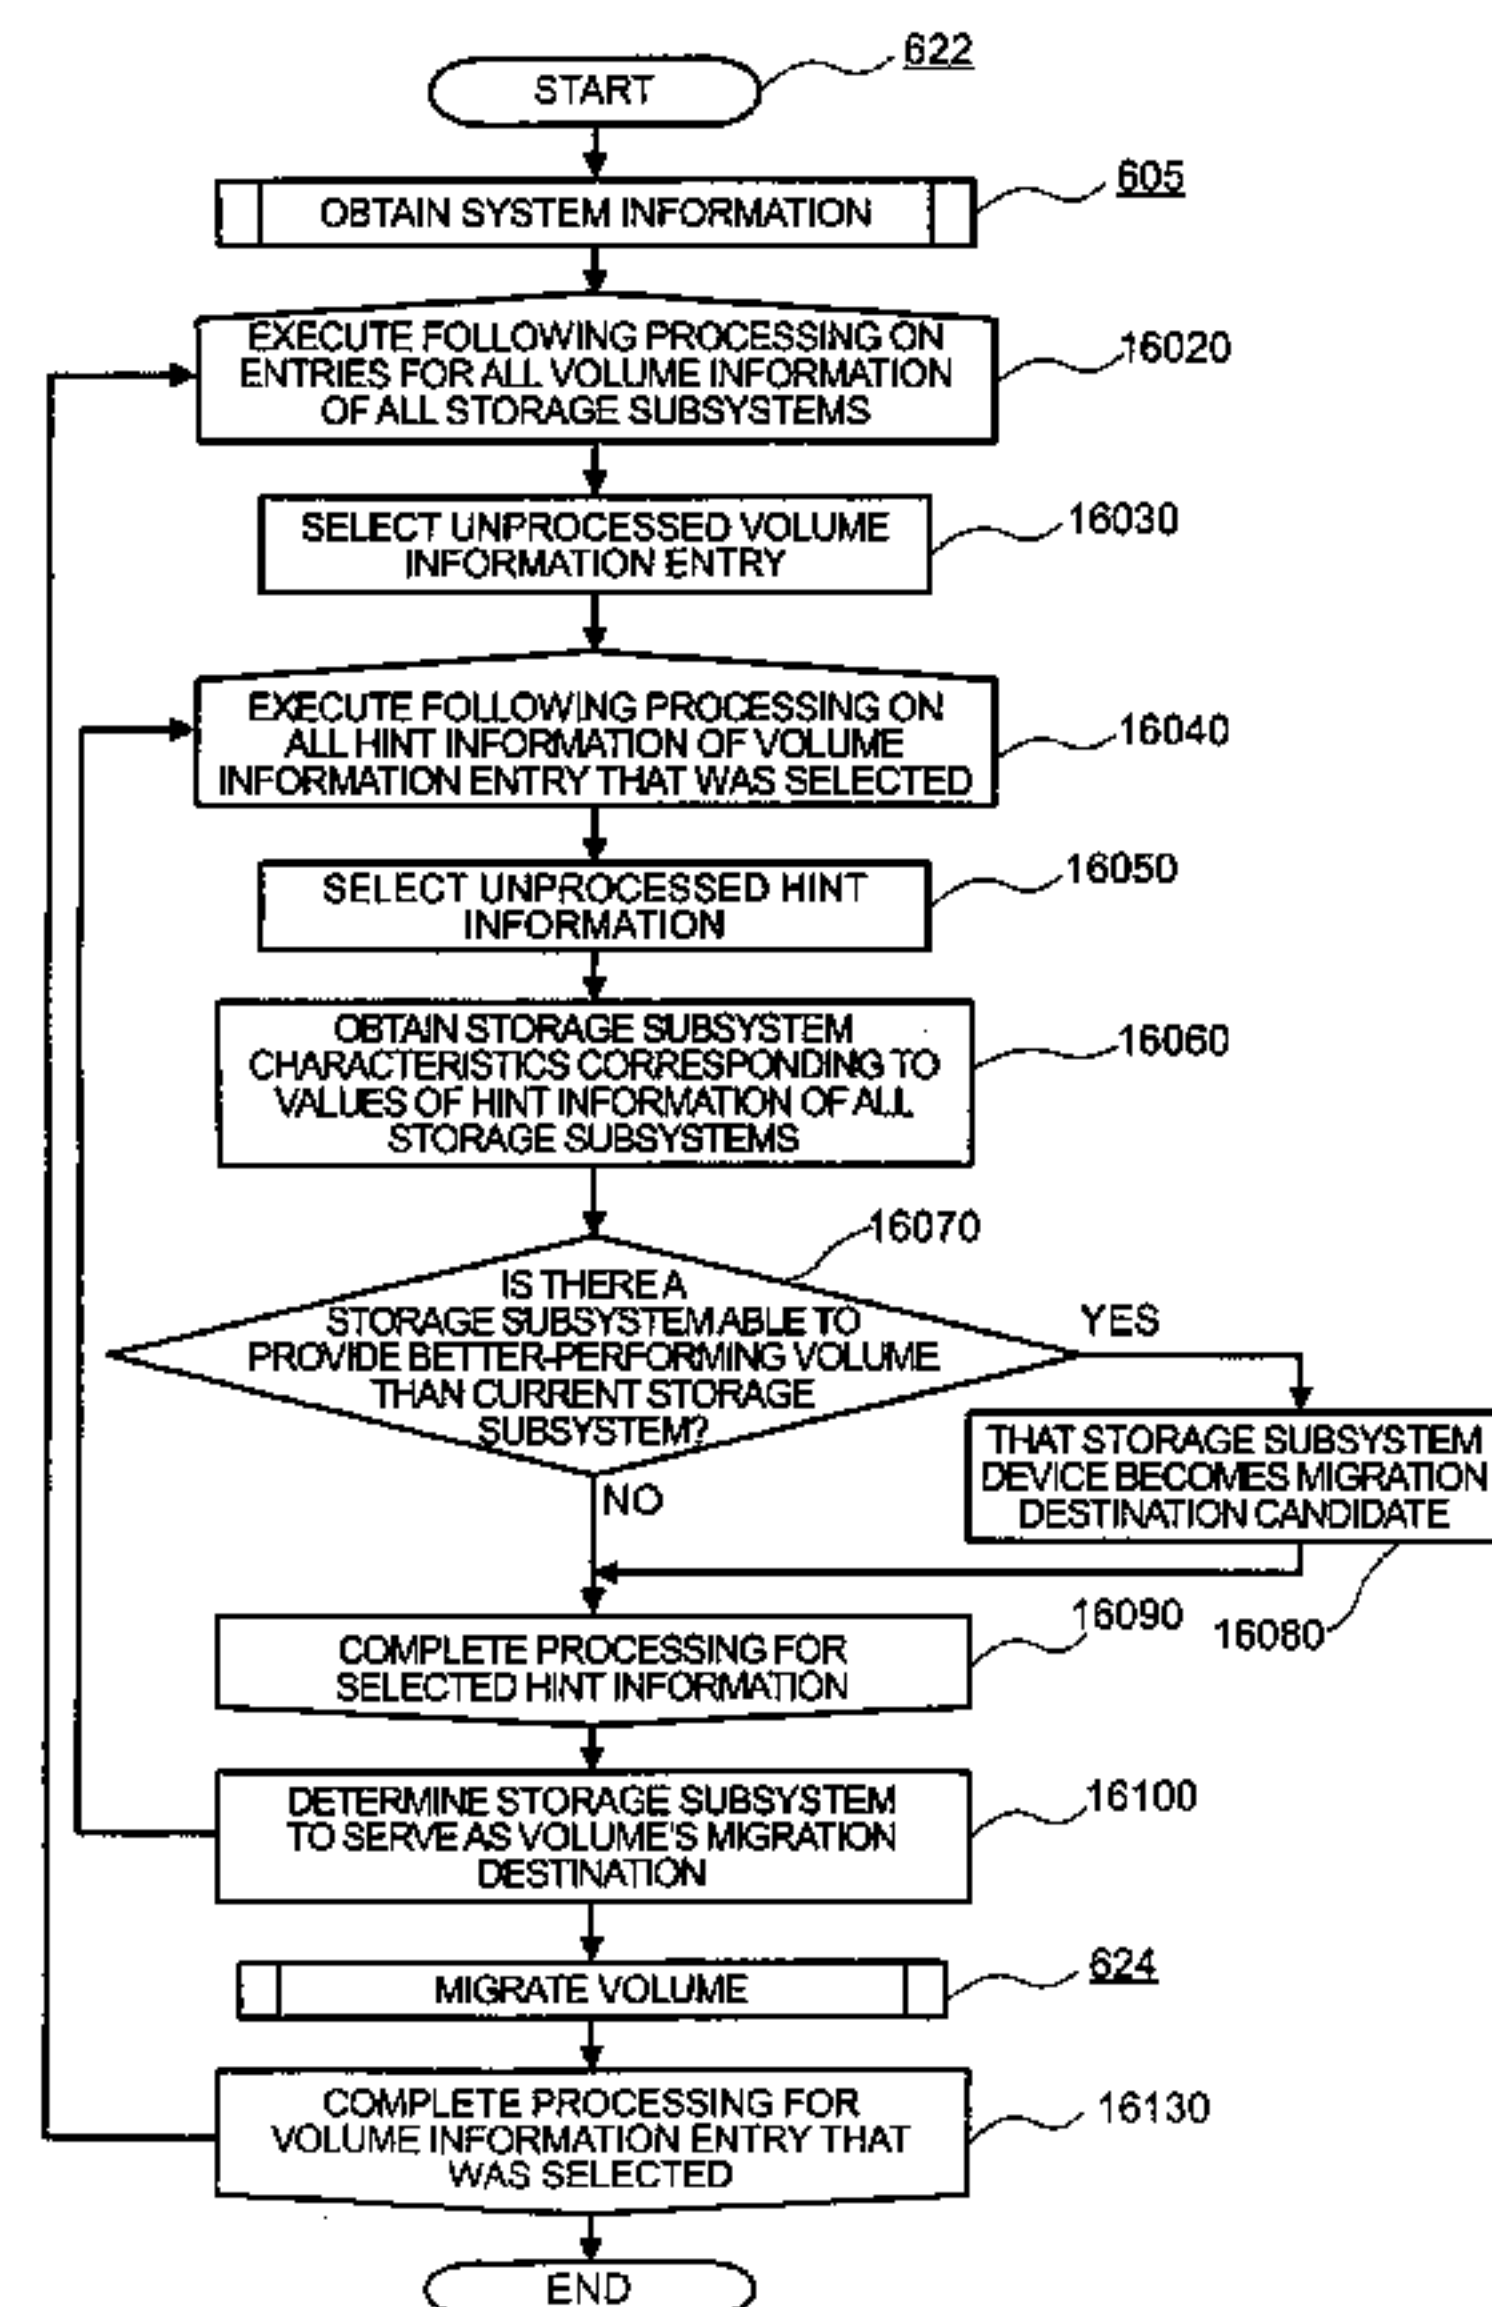 622
START
605
OBTAIN SYSTEM INFORMATION
EXECUTE FOLLOWING PROCESSING ON
ENTRIES FOR ALL VOLUME INFORMATION
OF ALL STORAGE SUBSYSTEMS
16020
SELECT UNPROCESSED VOLUME
INFORMATION ENTRY
16030
EXECUTE FOLLOWING PROCESSING ON
ALL HINT INFORMATION OF VOLUME
INFORMATION ENTRY THAT WAS SELECTED
16040
SELECT UNPROCESSED HINT
INFORMATION
16050
OBTAIN STORAGE SUBSYSTEM
CHARACTERISTICS CORRESPONDING TO
VALUES OF HINT INFORMATION OF ALL
STORAGE SUBSYSTEMS
16060
16070
IS THERE A
STORAGE SUBSYSTEM ABLE TO
PROVIDE BETTER-PERFORMING VOLUME
THAN CURRENT STORAGE
SUBSYSTEM?
YES
NO
THAT STORAGE SUBSYSTEM
DEVICE BECOMES MIGRATION
DESTINATION CANDIDATE
16080
COMPLETE PROCESSING FOR
SELECTED HINT INFORMATION
16090
DETERMINE STORAGE SUBSYSTEM
TO SERVE AS VOLUME'S MIGRATION
DESTINATION
16100
MIGRATE VOLUME
624
COMPLETE PROCESSING FOR
VOLUME INFORMATION ENTRY THAT
WAS SELECTED
16130
END